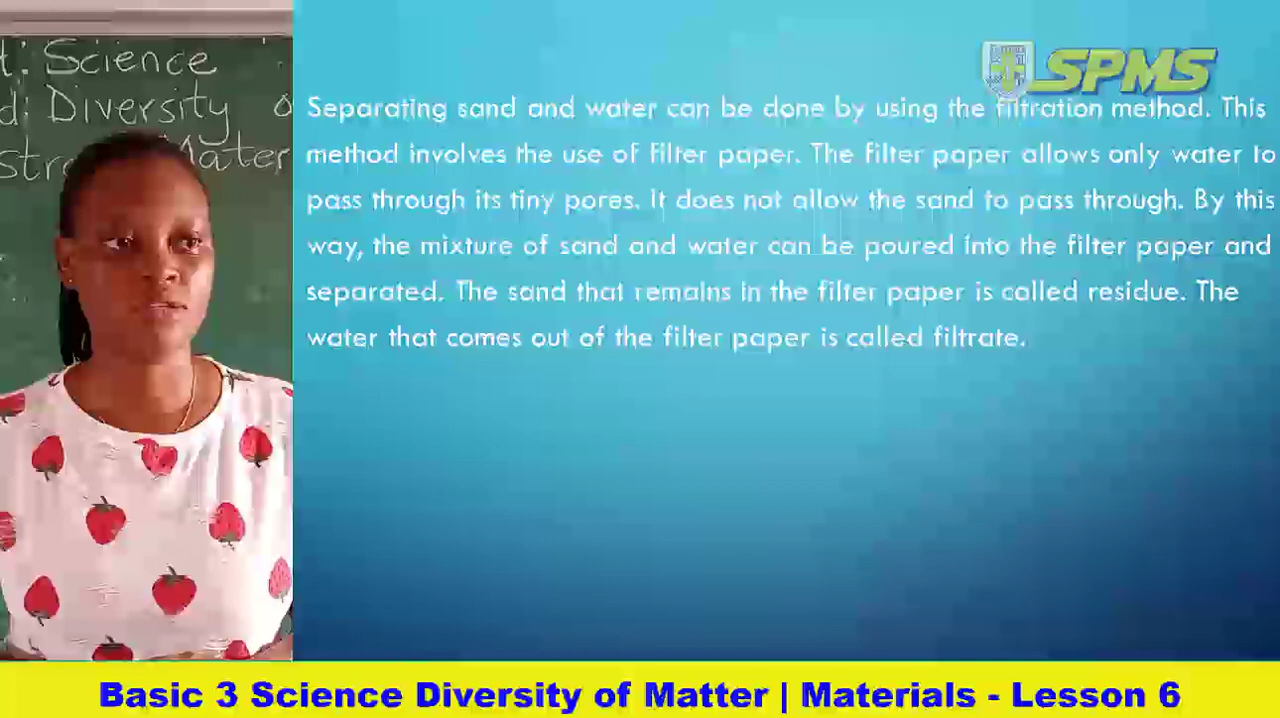 t: Science
d: Diversity
Mater
SPMS
Separating sand and water can be done by using the filtration method. This
method involves the use of filter paper. The filter paper allows only water to
pass through its tiny pores. It does not allow the sand to pass through. By this
way, the mixture of sand and water can be poured into the filter paper and
separated. The sand that remains in the filter paper is called residue. The
water that comes out of the filter paper is called filtrate.
Basic 3 Science Diversity of Matter | Materials - Lesson 6